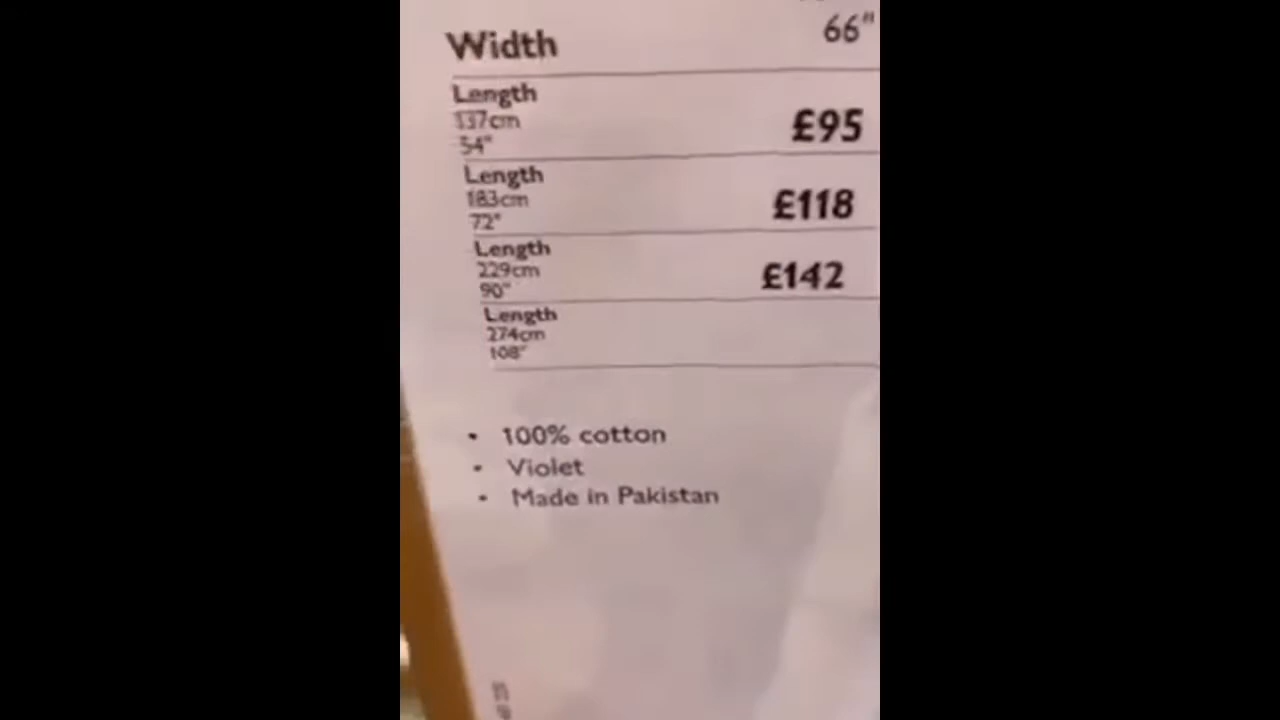 66"
Width
Length
137cm
£95
54"
Length
183cm
£118
72"
Length
229cm
£142
90"
Length
274cm
108"
• 100% cotton
• Violet
• Made in Pakistan